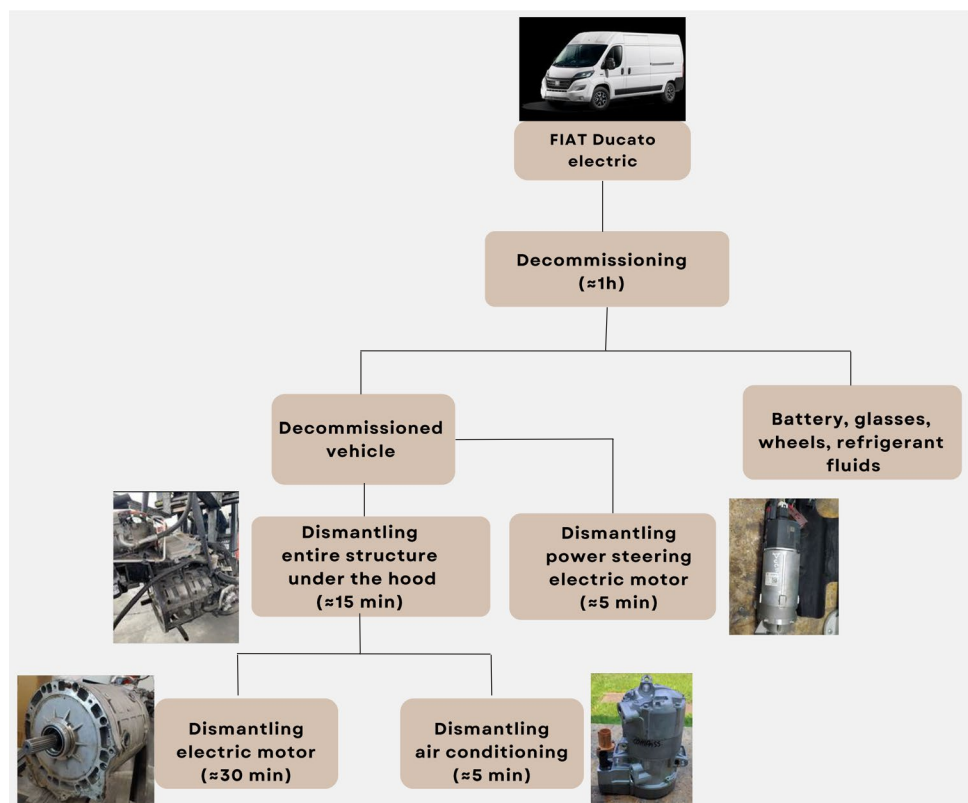 FIAT Ducato
electric
Decommissioning
(≈1h)
Decommissioned
vehicle
Battery, glasses,
wheels, refrigerant
fluids
Dismantling
entire structure
under the hood
(≈15 min)
Dismantling
power steering
electric motor
(≈5 min)
Dismantling
electric motor
(≈30 min)
Dismantling
air conditioning
(≈5 min)